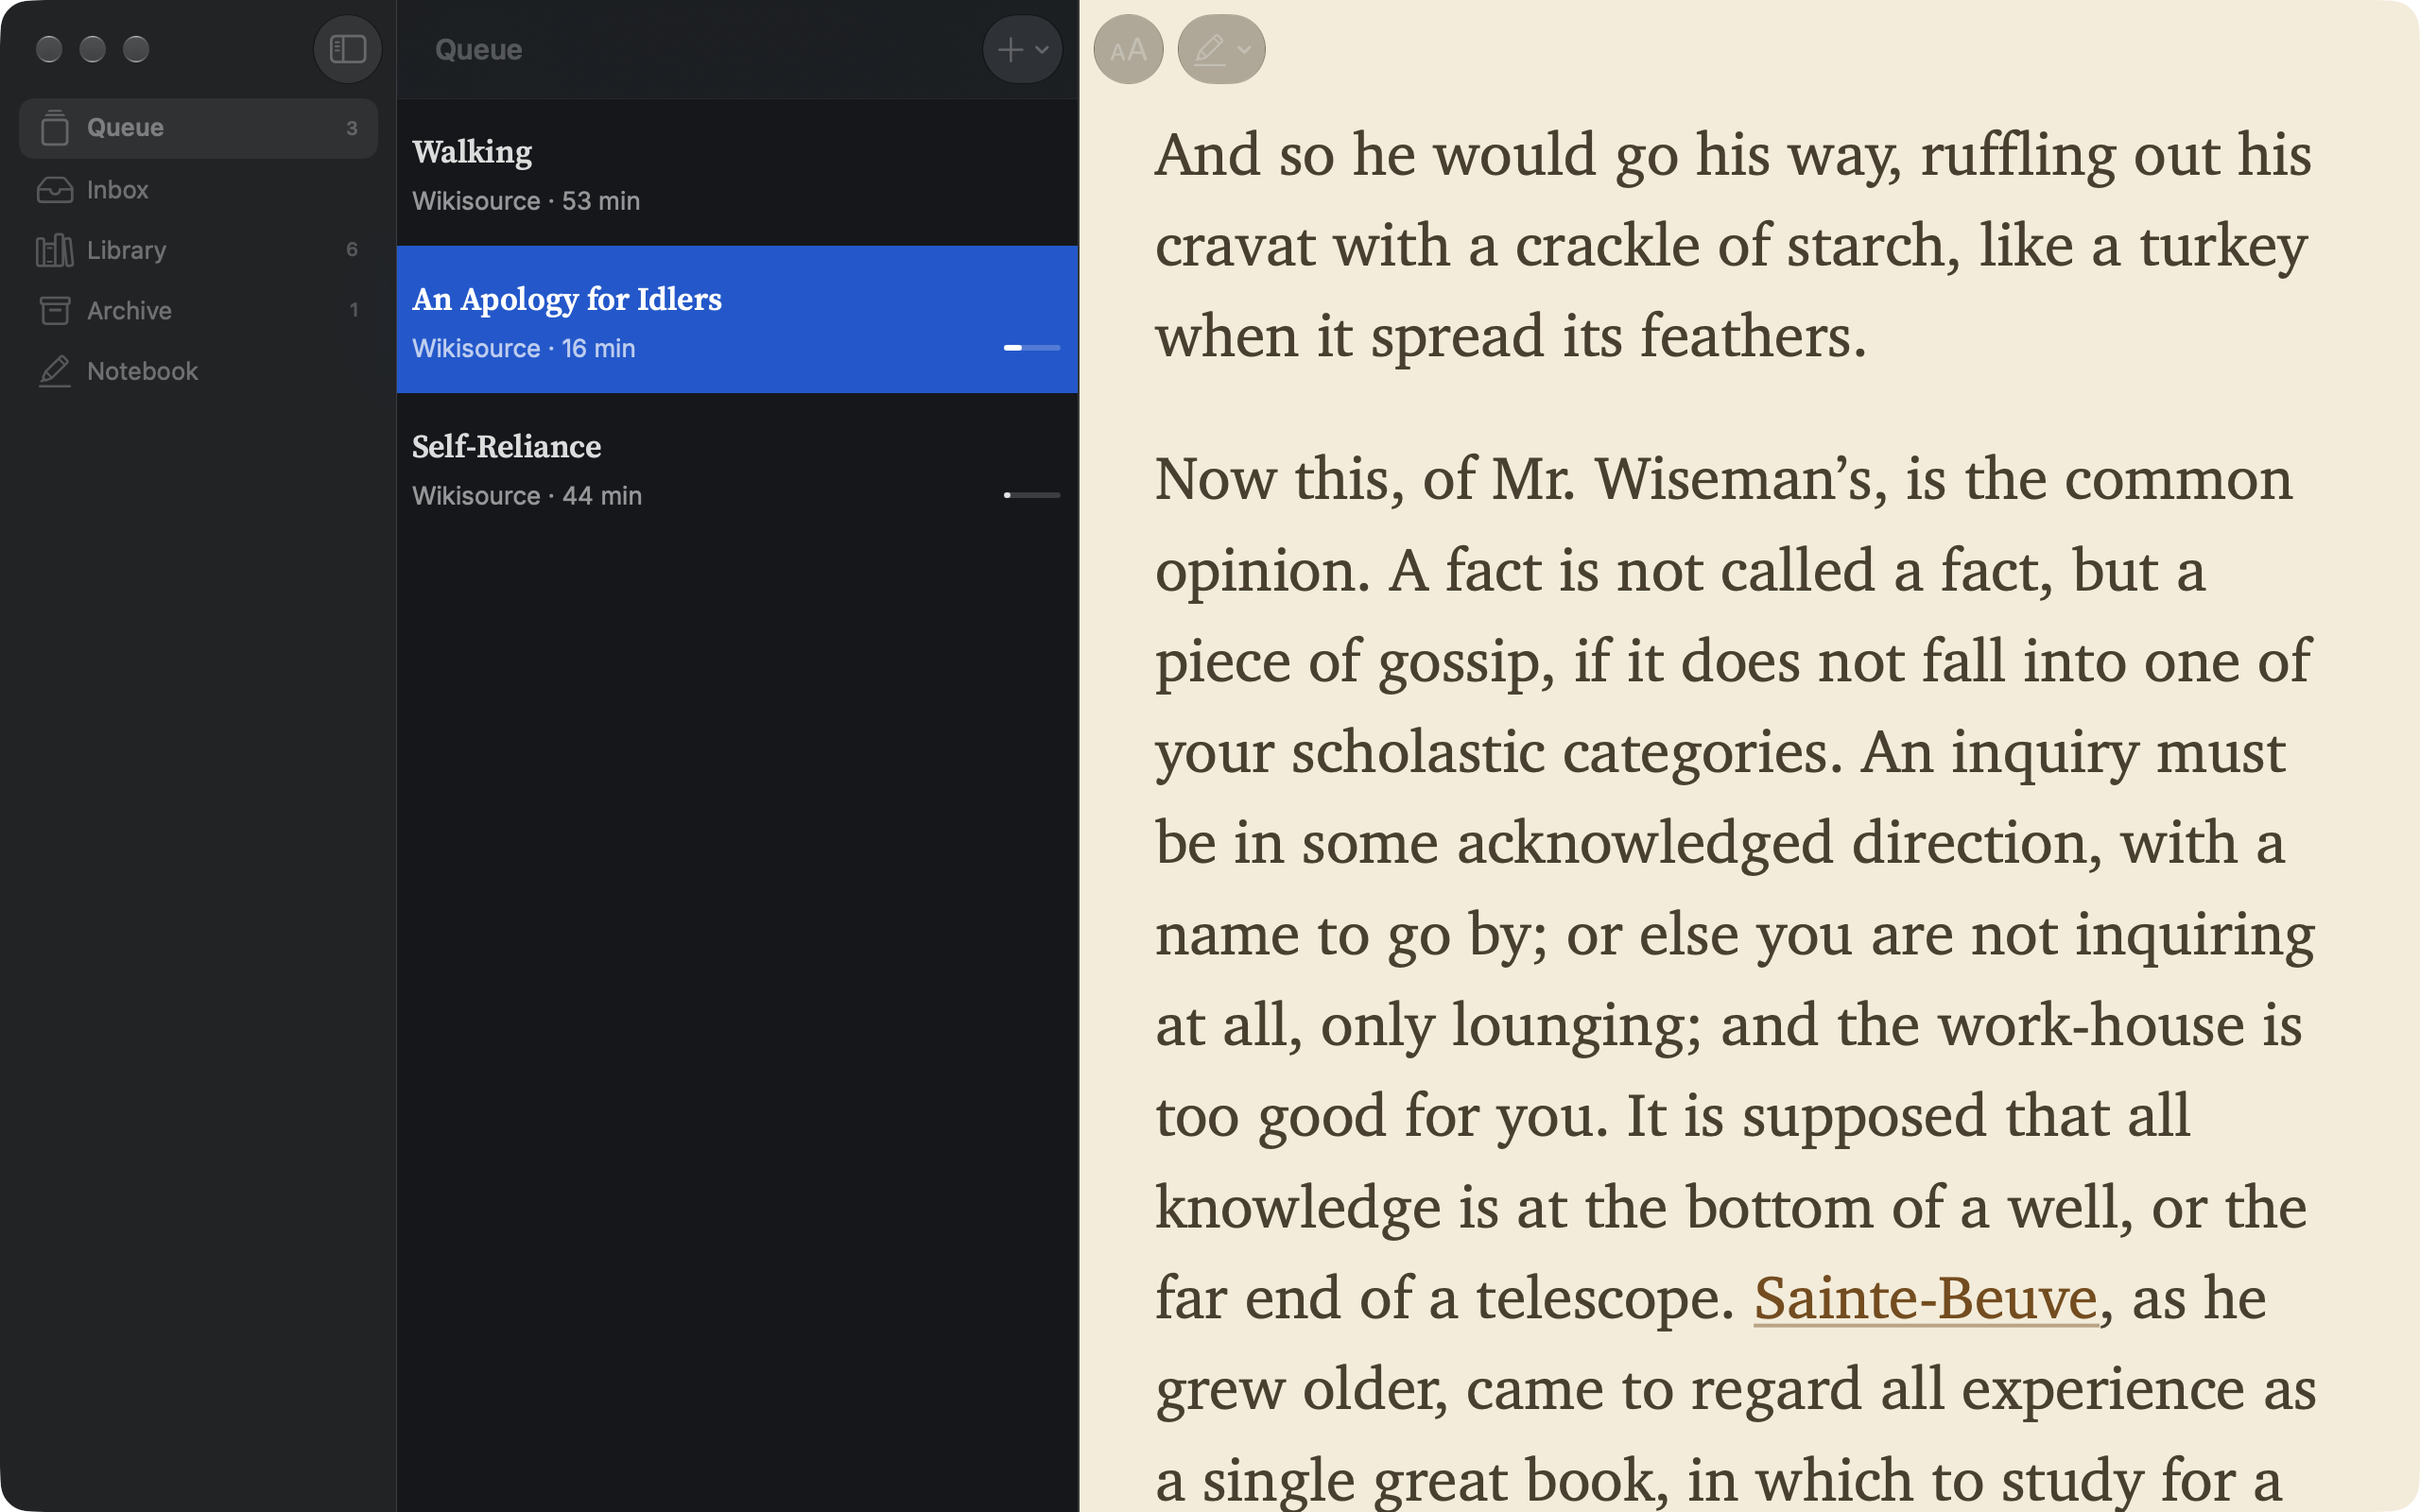 Queue 3
Inbox
Library 6
Archive 1
Notebook
Queue
Walking
Wikisource · 53 min
An Apology for Idlers
Wikisource · 16 min
Self-Reliance
Wikisource · 44 min
AA
And so he would go his way, ruffling out his
cravat with a crackle of starch, like a turkey
when it spread its feathers.
Now this, of Mr. Wiseman’s, is the common
opinion. A fact is not called a fact, but a
piece of gossip, if it does not fall into one of
your scholastic categories. An inquiry must
be in some acknowledged direction, with a
name to go by; or else you are not inquiring
at all, only lounging; and the work-house is
too good for you. It is supposed that all
knowledge is at the bottom of a well, or the
far end of a telescope. Sainte-Beuve, as he
grew older, came to regard all experience as
a single great book, in which to study for a